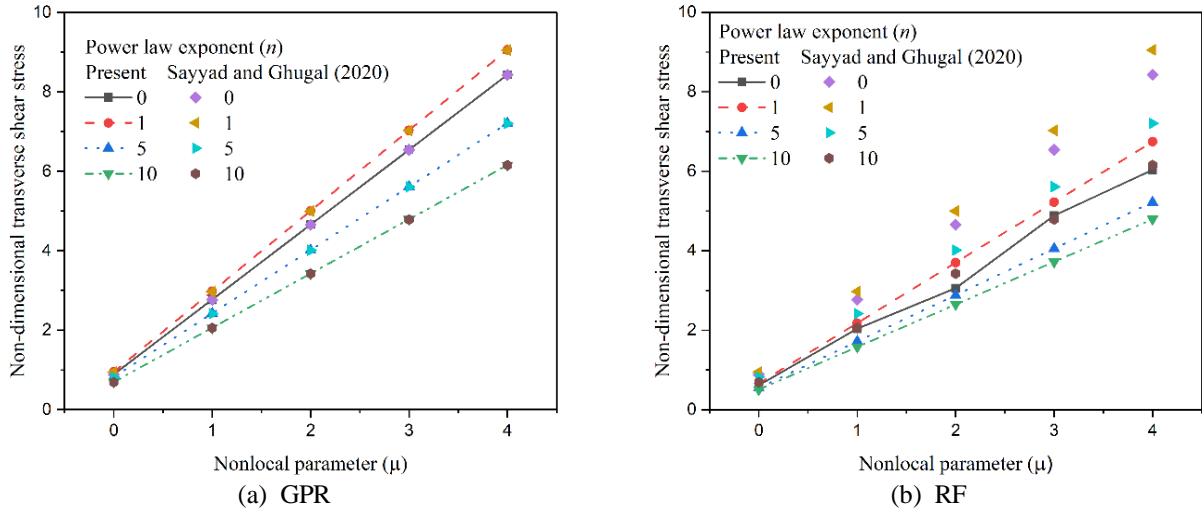 10
8
6
4
2
0
Non-dimensional transverse shear stress
Power law exponent (n)
Present Sayyad and Ghugal (2020)
0 0
1 1
5 5
10 10
0 1 2 3 4
Nonlocal parameter (μ)
(a) GPR
10
8
6
4
2
0
Non-dimensional transverse shear stress
Power law exponent (n)
Present Sayyad and Ghugal (2020)
0 0
1 1
5 5
10 10
0 1 2 3 4
Nonlocal parameter (μ)
(b) RF